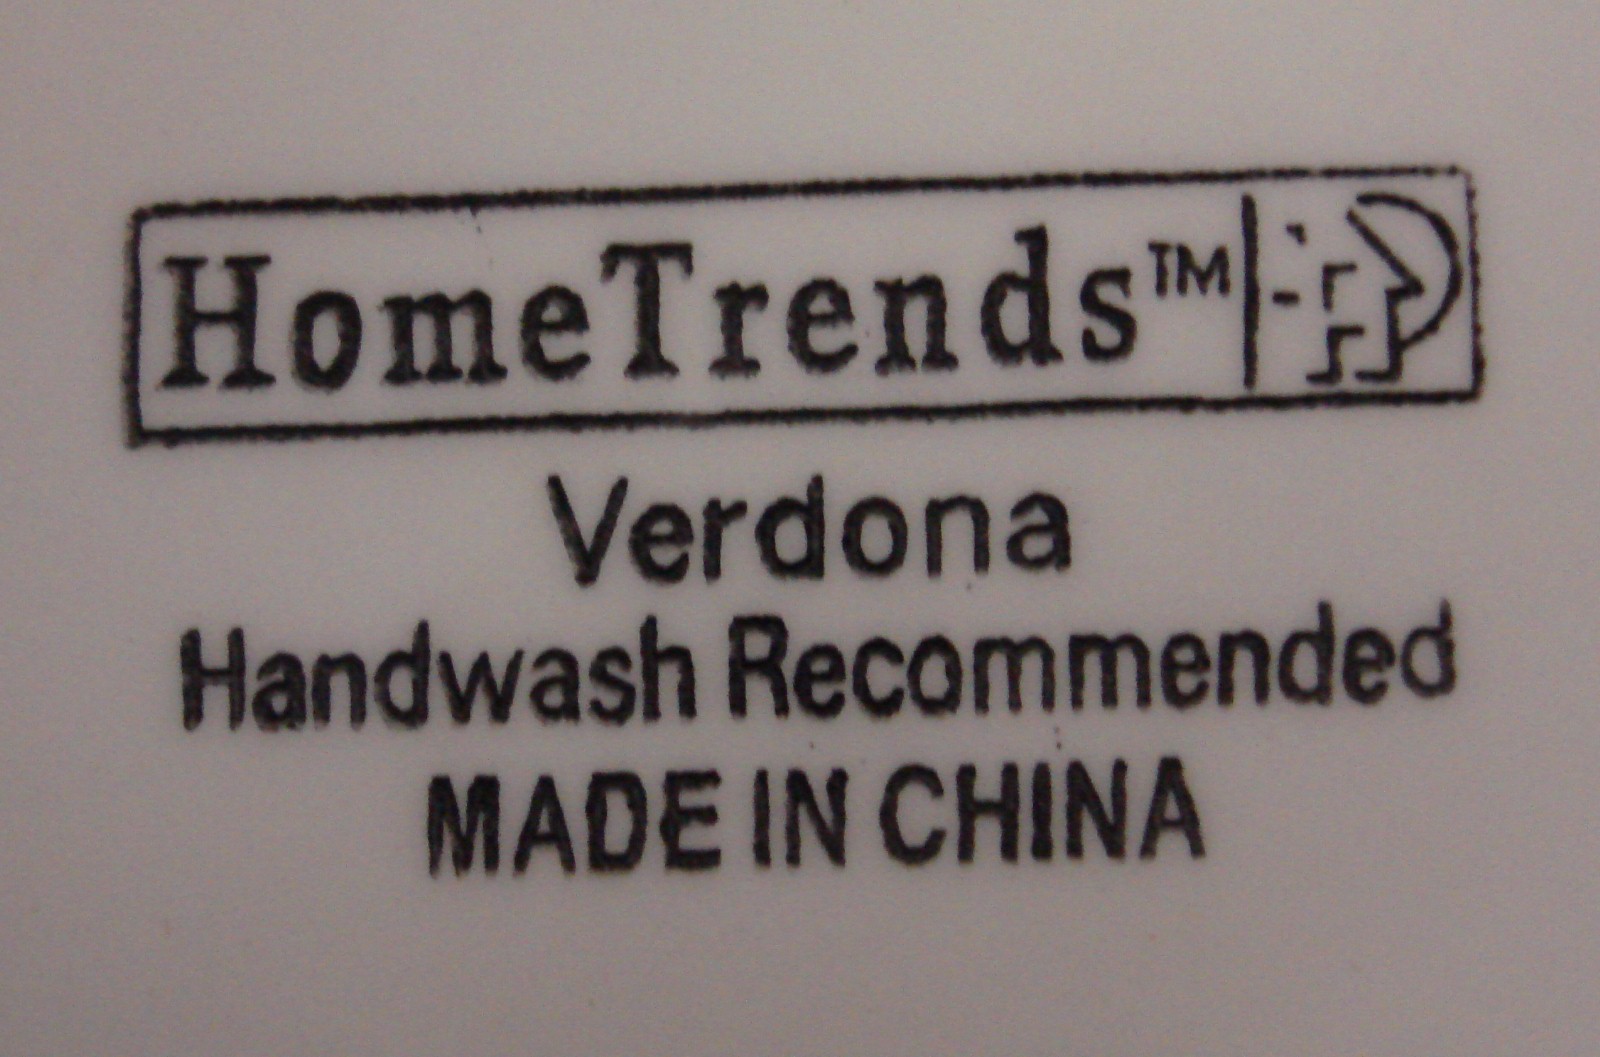 HomeTrends™
Verdona
Handwash Recommended
MADE IN CHINA